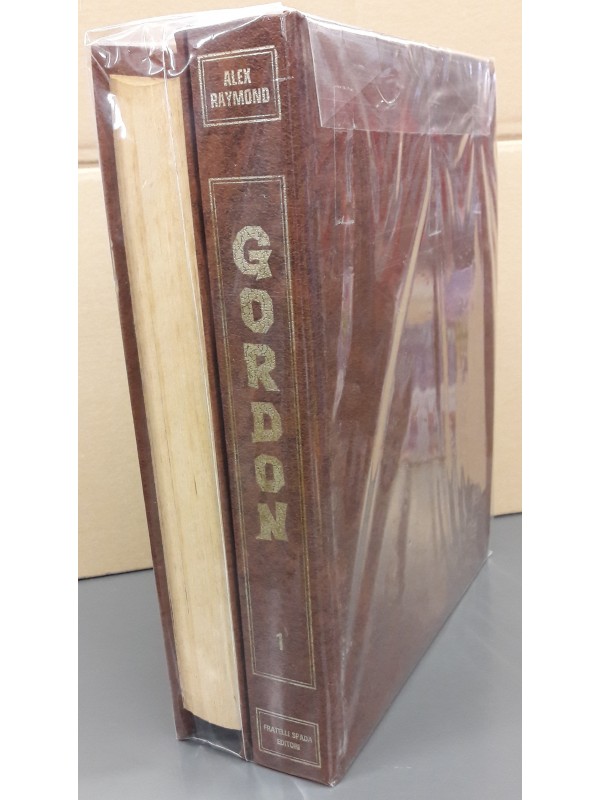 ALEX
RAYMOND
GORDON
1
FRATELLI SPADA
EDITORI